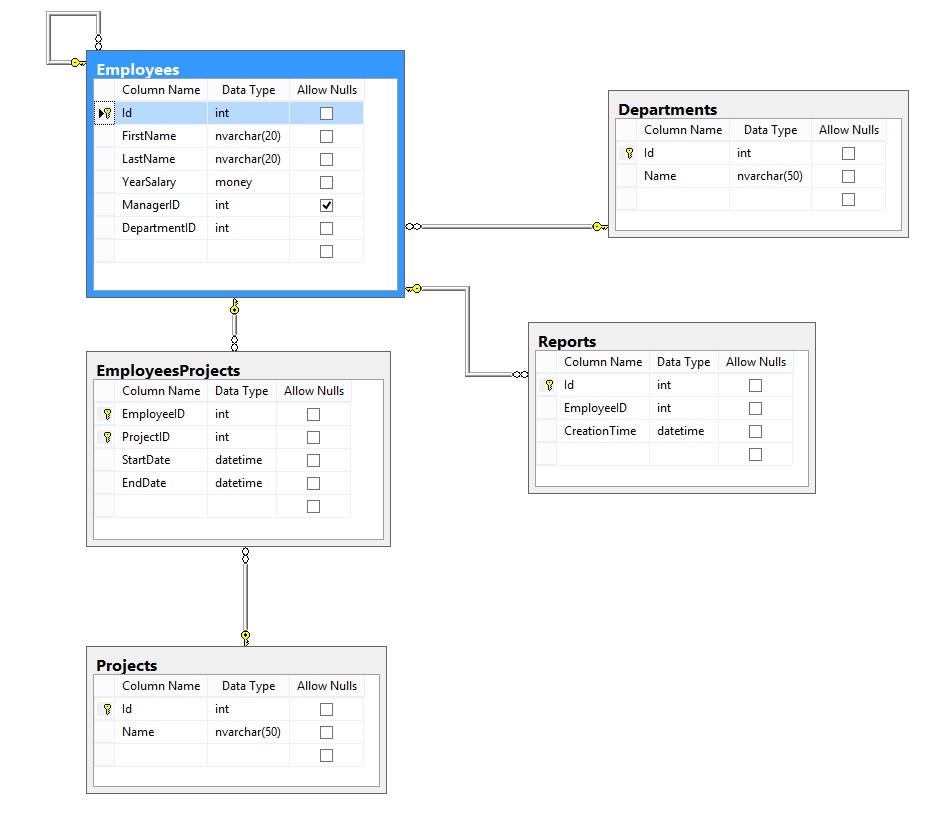 Employees
Column Name Data Type Allow Nulls
Id int
FirstName nvarchar(20)
LastName nvarchar(20)
YearSalary money
ManagerID int
DepartmentID int
Departments
Column Name Data Type Allow Nulls
Id int
Name nvarchar(50)
Reports
Column Name Data Type Allow Nulls
Id int
EmployeeID int
CreationTime datetime
EmployeesProjects
Column Name Data Type Allow Nulls
EmployeeID int
ProjectID int
StartDate datetime
EndDate datetime
Projects
Column Name Data Type Allow Nulls
Id int
Name nvarchar(50)